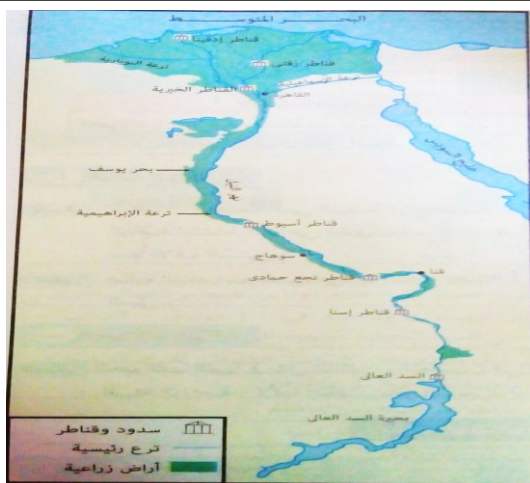 البحر المتوسط
قناطر إدفينا
ترعة النوبارية
قناطر زفتى
ترعة الإسماعيلية
القناطر الخيرية
القاهرة
خليج السويس
بحر يوسف
ترعة الإبراهيمية
قناطر أسيوط
سوهاج
قناطر نجع حمادى
قنا
قناطر إسنا
السد العالى
بحيرة السد العالى
سدود وقناطر
ترع رئيسية
أراض زراعية